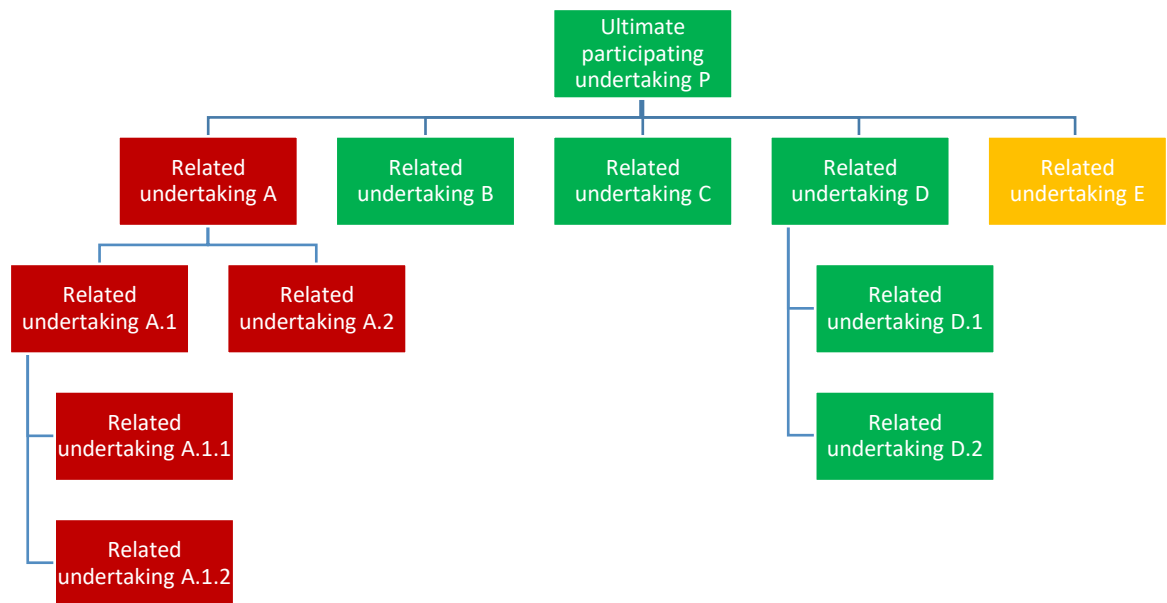 Ultimate
participating
undertaking P
Related
undertaking A
Related
undertaking B
Related
undertaking C
Related
undertaking D
Related
undertaking E
Related
undertaking A.1
Related
undertaking A.2
Related
undertaking D.1
Related
undertaking A.1.1
Related
undertaking D.2
Related
undertaking A.1.2